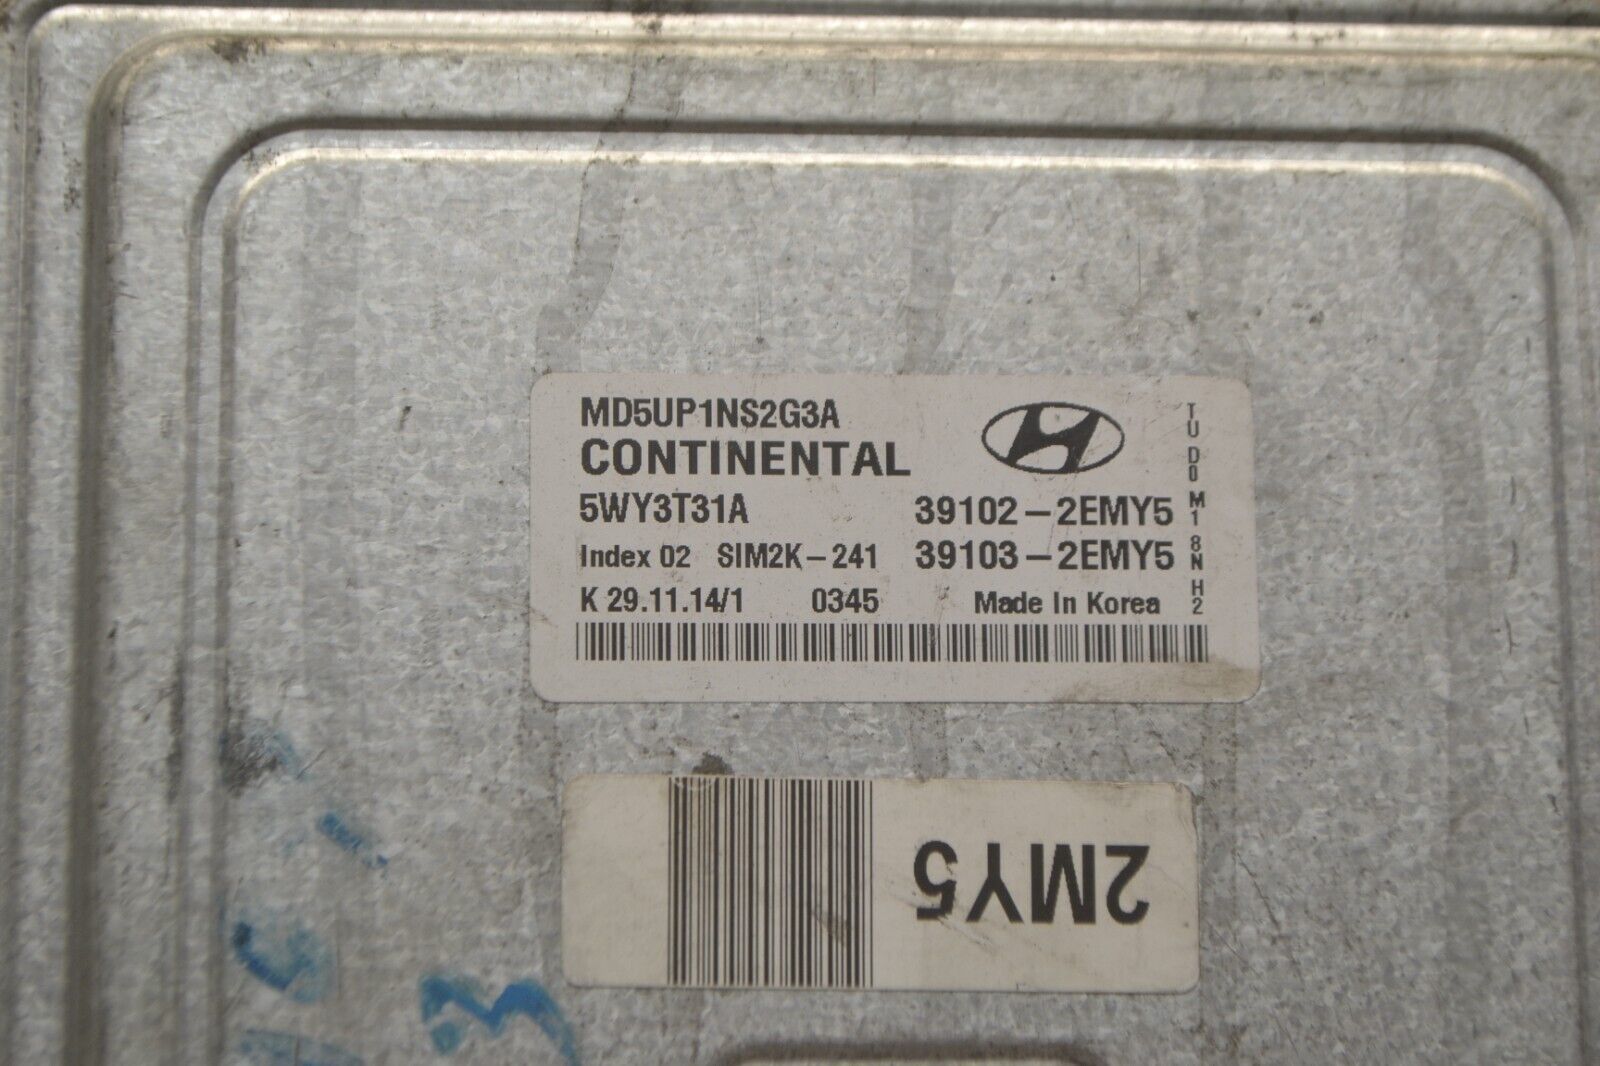 MD5UP1NS2G3A
CONTINENTAL
5WY3T31A 39102-2EMY5
Index 02 SIM2K-241 39103-2EMY5
K 29.11.14/1 0345 Made In Korea
TU D0 M1 8N H2
2MY5